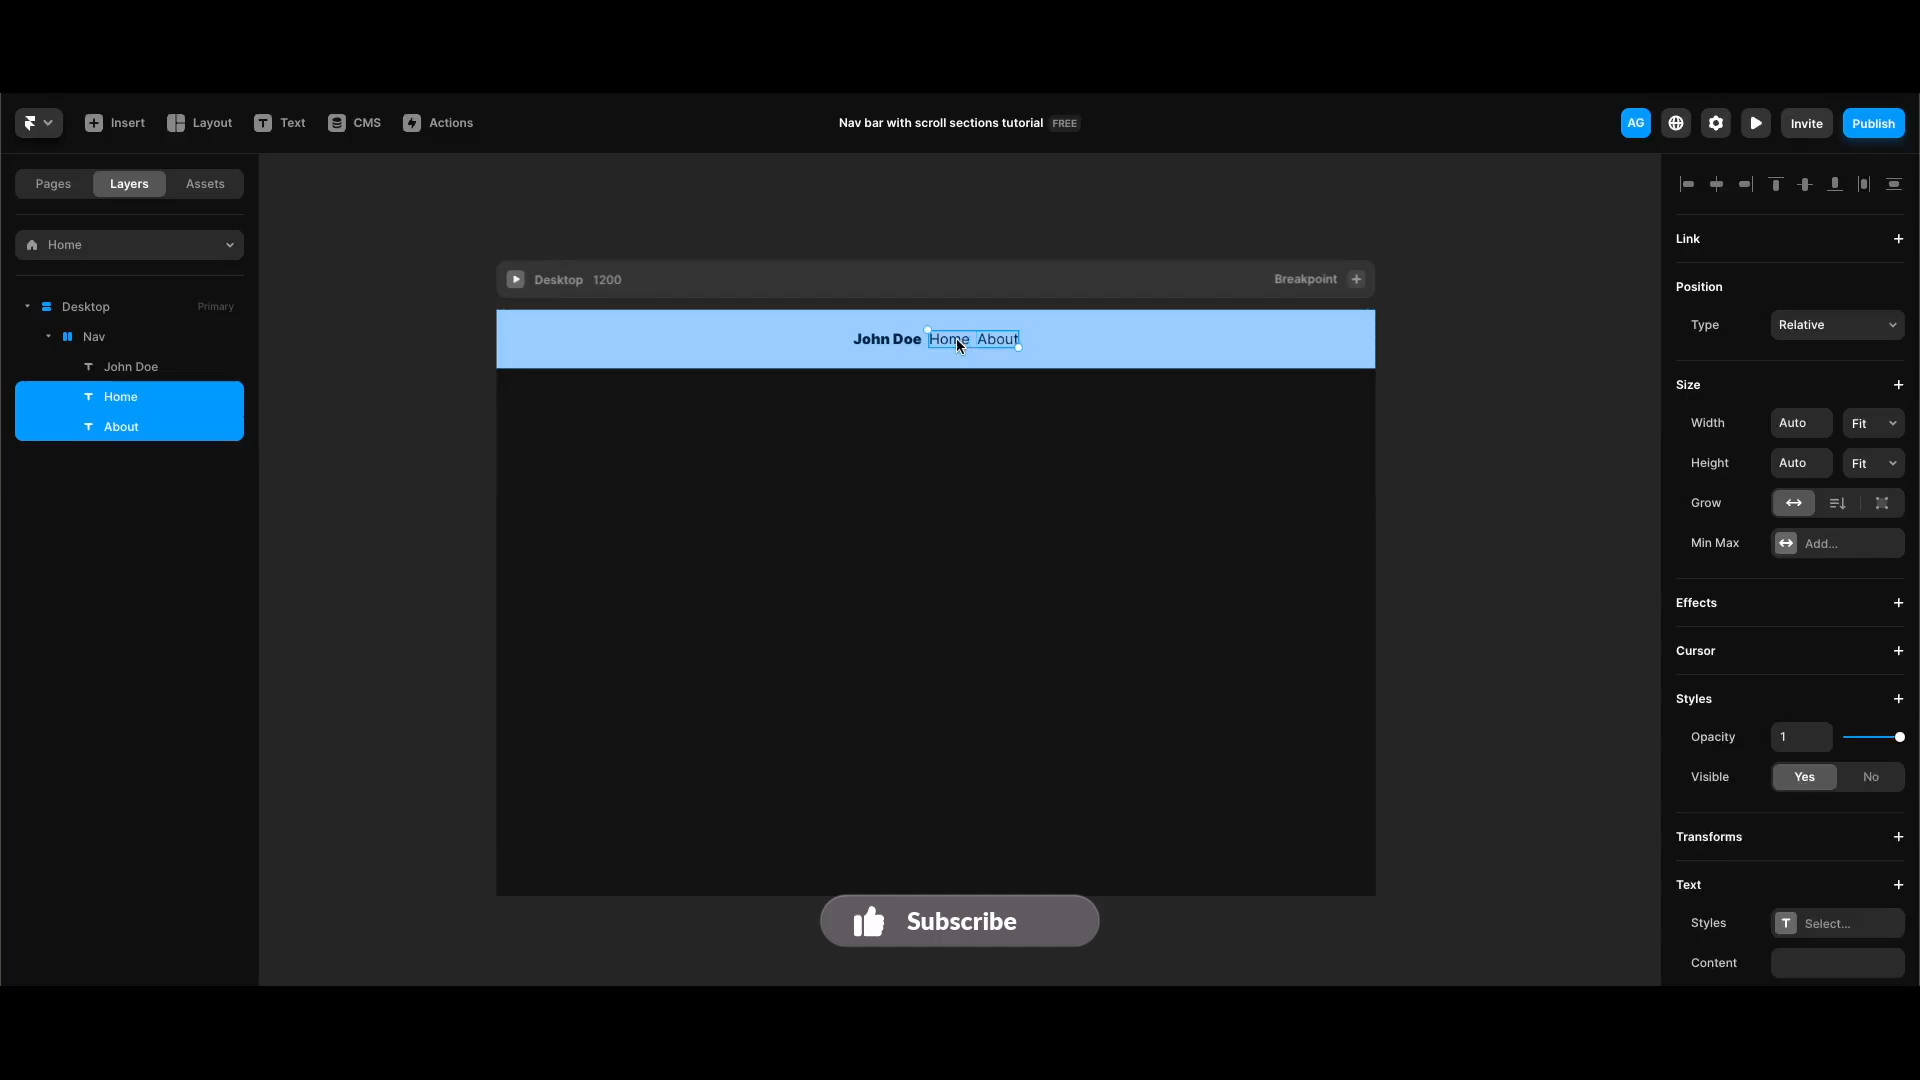 Insert Layout Text CMS Actions Nav bar with scroll sections tutorial FREE AG Invite Publish
Pages Layers Assets
Home
Desktop Primary
Nav
John Doe
Home
About
Desktop 1200 Breakpoint
John Doe Home About
Subscribe
Link
Position
Type Relative
Size
Width Auto Fit
Height Auto Fit
Grow
Min Max Add...
Effects
Cursor
Styles
Opacity 1
Visible Yes No
Transforms
Text
Styles T Select...
Content